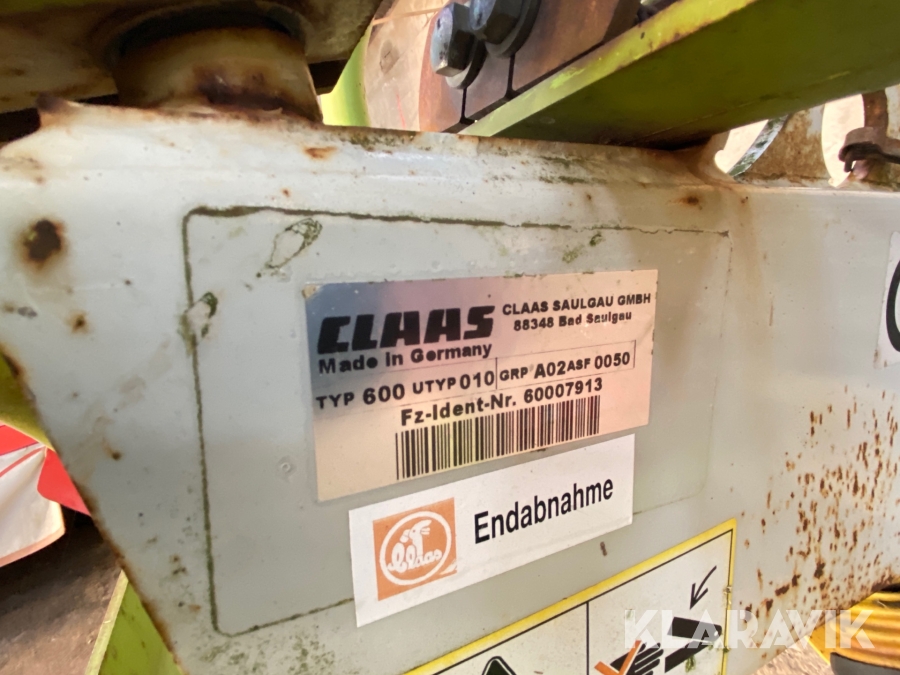 CLAAS
CLAAS SAULGAU GMBH
88348 Bad Saulgau
Made in Germany
TYP 600 UTYP 010 GRP A02 ASF 0050
Fz-Ident-Nr. 60007913
Endabnahme
Claas
KLARAVIK